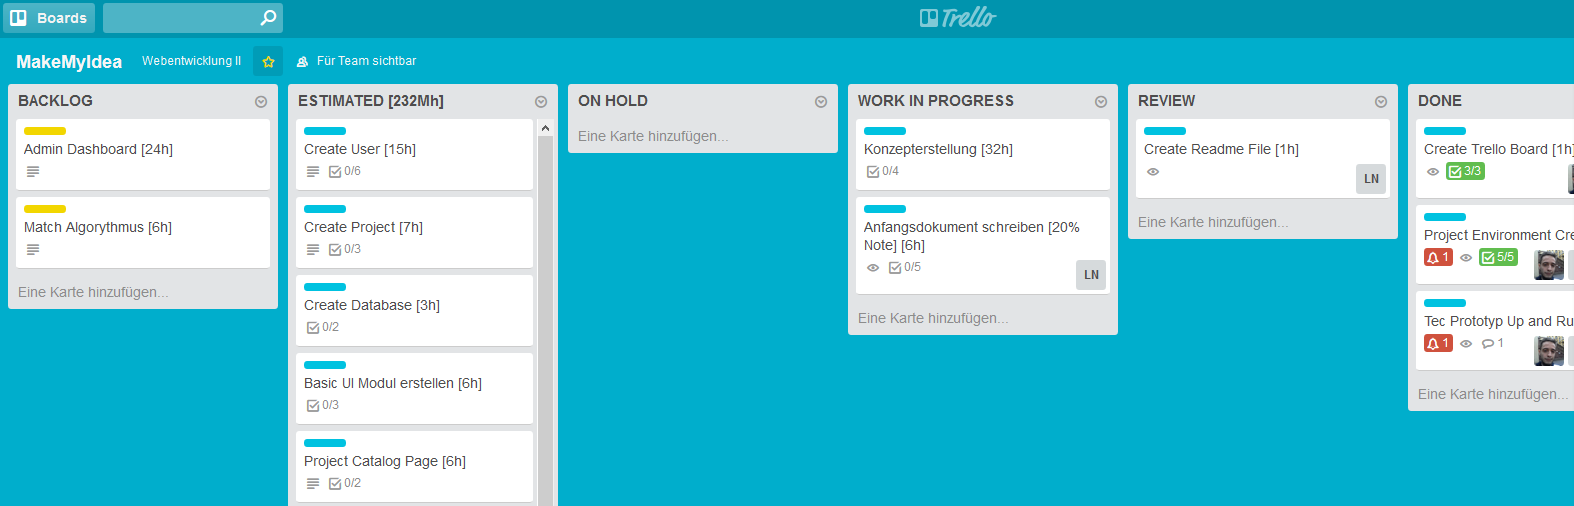 Boards
Trello
MakeMyIdea
Webentwicklung II
Für Team sichtbar
BACKLOG
Admin Dashboard [24h]
Match Algorythmus [6h]
Eine Karte hinzufügen...
ESTIMATED [232Mh]
Create User [15h]
0/6
Create Project [7h]
0/3
Create Database [3h]
0/2
Basic UI Modul erstellen [6h]
0/3
Project Catalog Page [6h]
0/2
ON HOLD
Eine Karte hinzufügen...
WORK IN PROGRESS
Konzepterstellung [32h]
0/4
Anfangsdokument schreiben [20%
Note] [6h]
0/5
LN
Eine Karte hinzufügen...
REVIEW
Create Readme File [1h]
LN
Eine Karte hinzufügen...
DONE
Create Trello Board [1h]
3/3
Project Environment Cre
1 5/5
Tec Prototyp Up and Ru
1 1
Eine Karte hinzufügen...